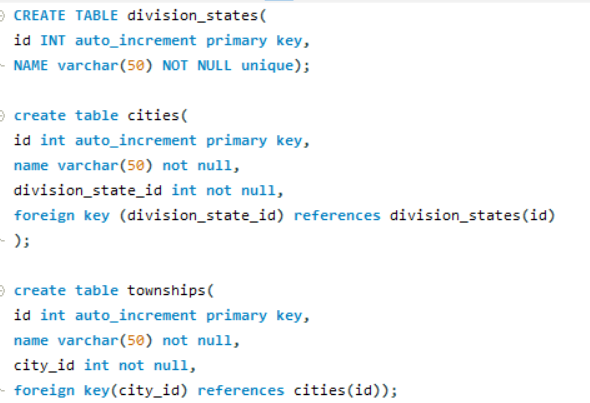 CREATE TABLE division_states(
id INT auto_increment primary key,
NAME varchar(50) NOT NULL unique);
create table cities(
id int auto_increment primary key,
name varchar(50) not null,
division_state_id int not null,
foreign key (division_state_id) references division_states(id)
);
create table townships(
id int auto_increment primary key,
name varchar(50) not null,
city_id int not null,
foreign key(city_id) references cities(id));